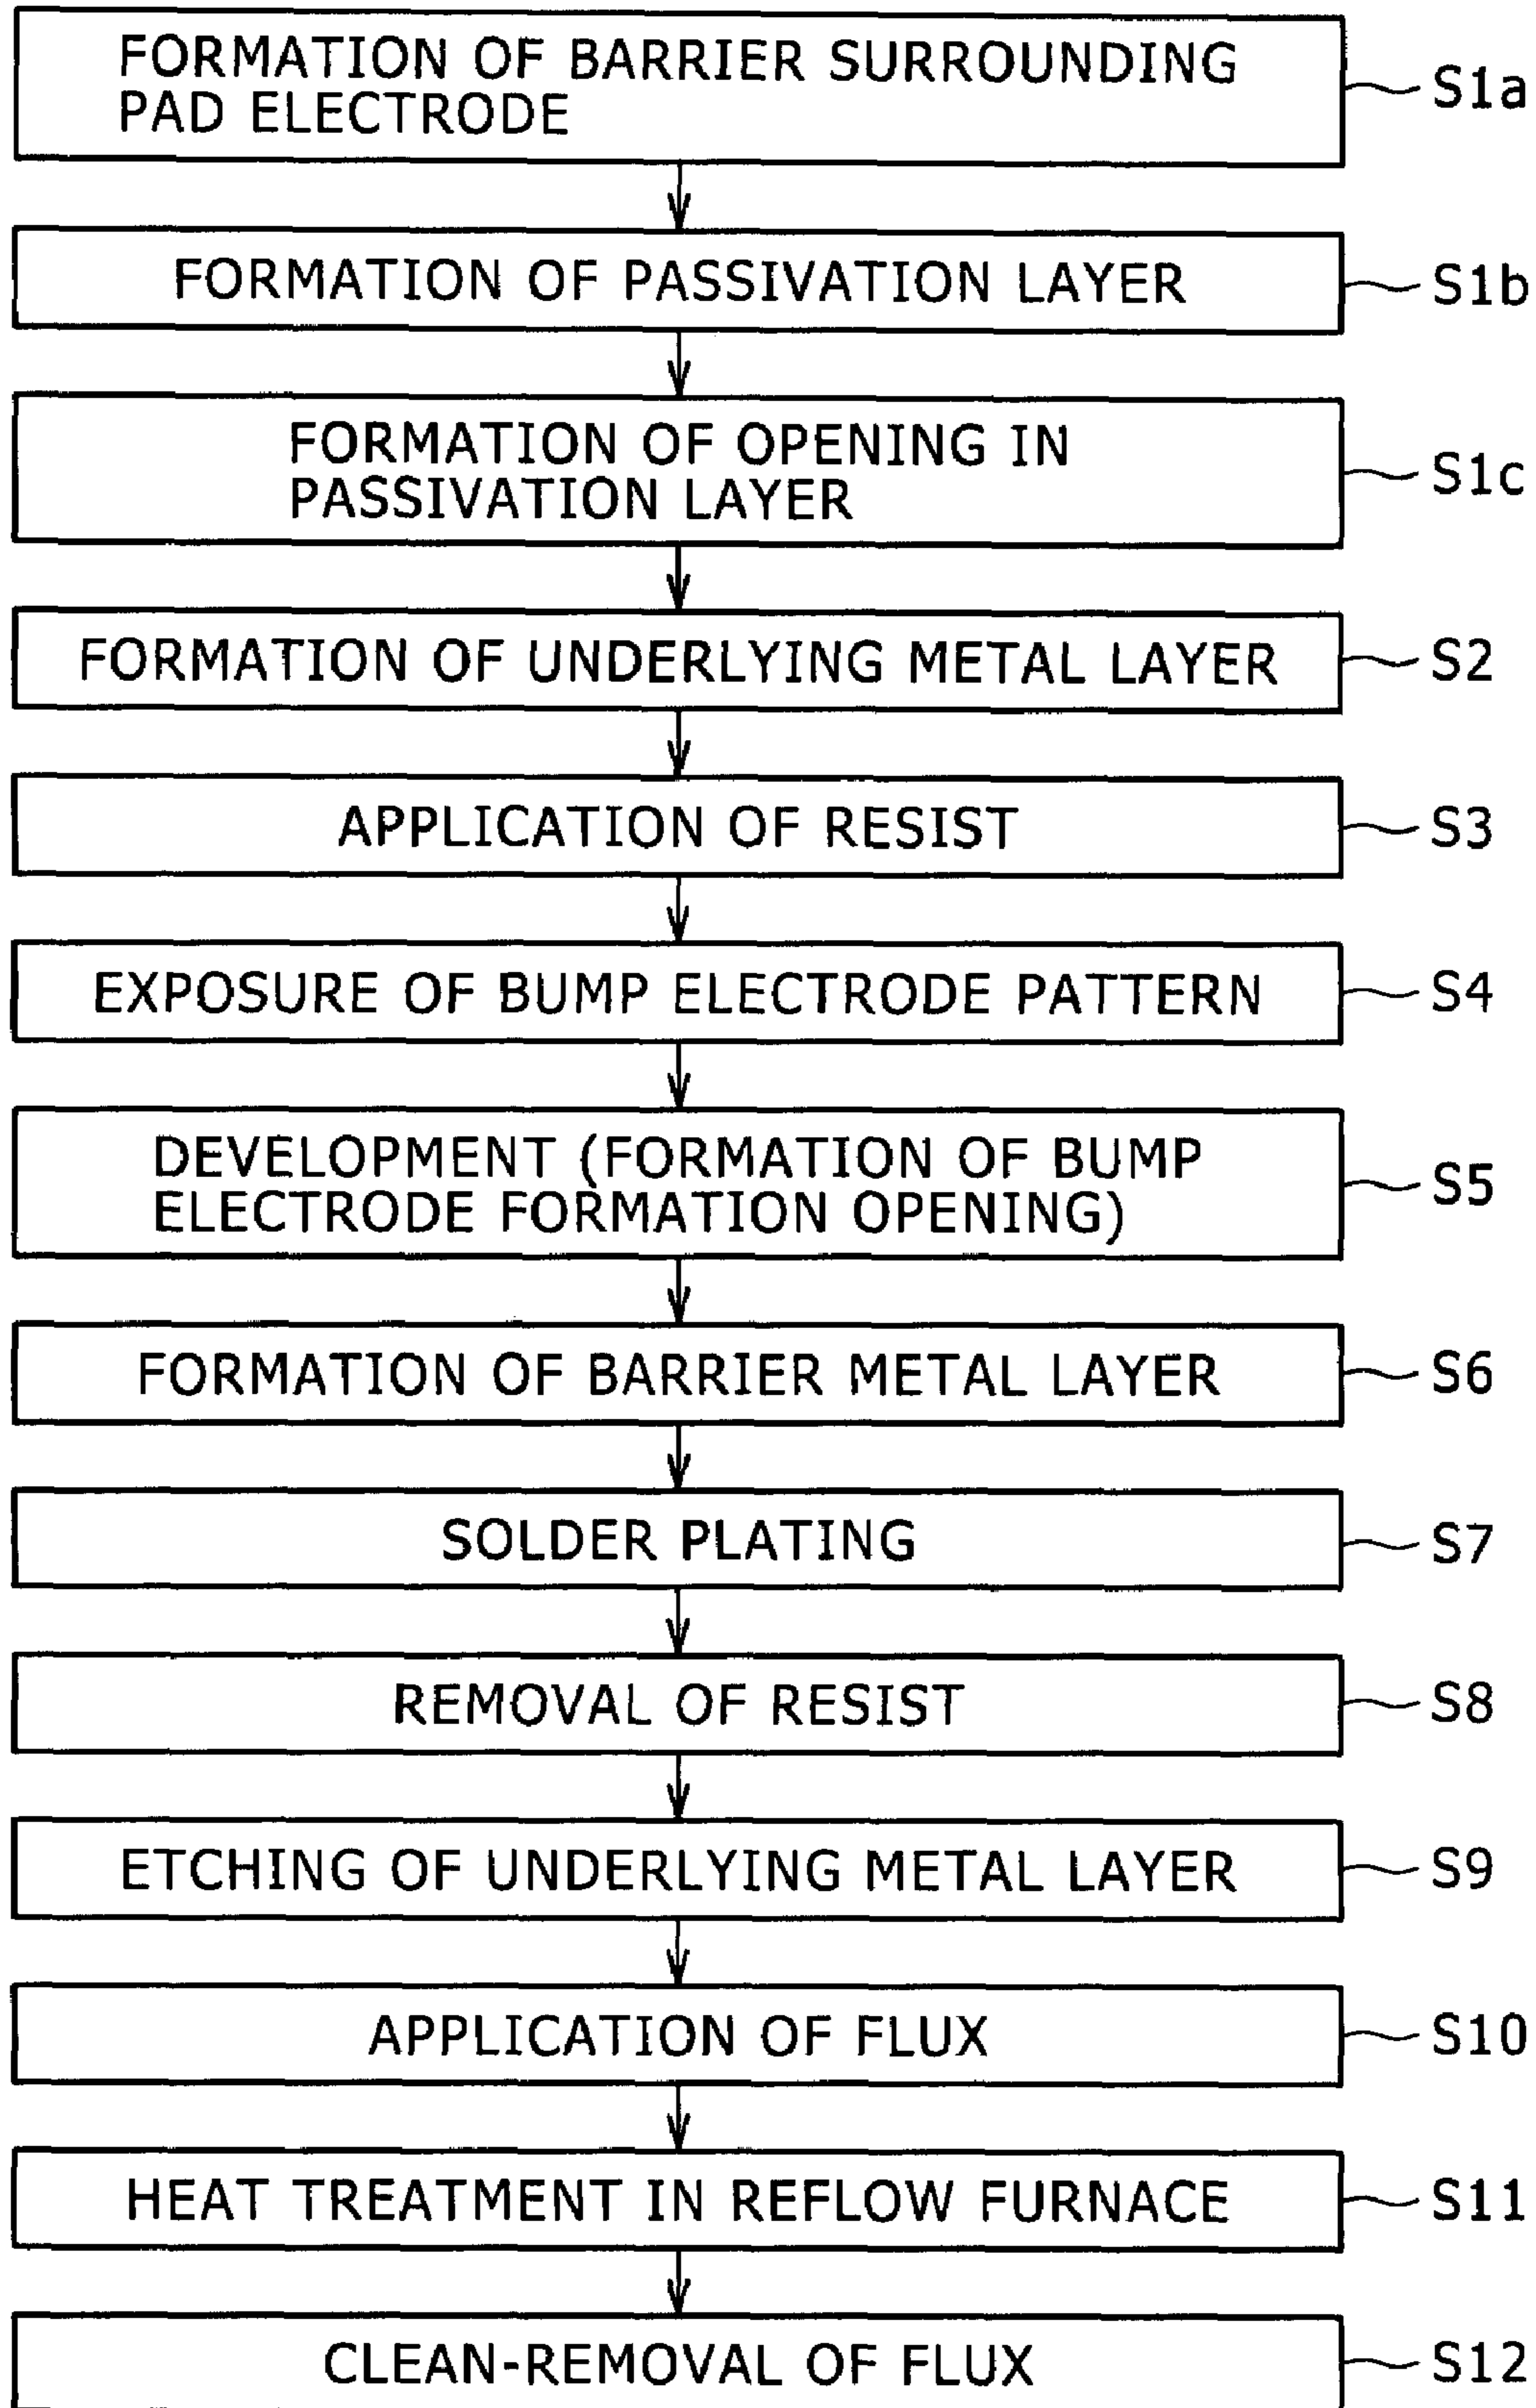 FORMATION OF BARRIER SURROUNDING
PAD ELECTRODE
S1a
FORMATION OF PASSIVATION LAYER
S1b
FORMATION OF OPENING IN
PASSIVATION LAYER
S1c
FORMATION OF UNDERLYING METAL LAYER
S2
APPLICATION OF RESIST
S3
EXPOSURE OF BUMP ELECTRODE PATTERN
S4
DEVELOPMENT (FORMATION OF BUMP
ELECTRODE FORMATION OPENING)
S5
FORMATION OF BARRIER METAL LAYER
S6
SOLDER PLATING
S7
REMOVAL OF RESIST
S8
ETCHING OF UNDERLYING METAL LAYER
S9
APPLICATION OF FLUX
S10
HEAT TREATMENT IN REFLOW FURNACE
S11
CLEAN-REMOVAL OF FLUX
S12